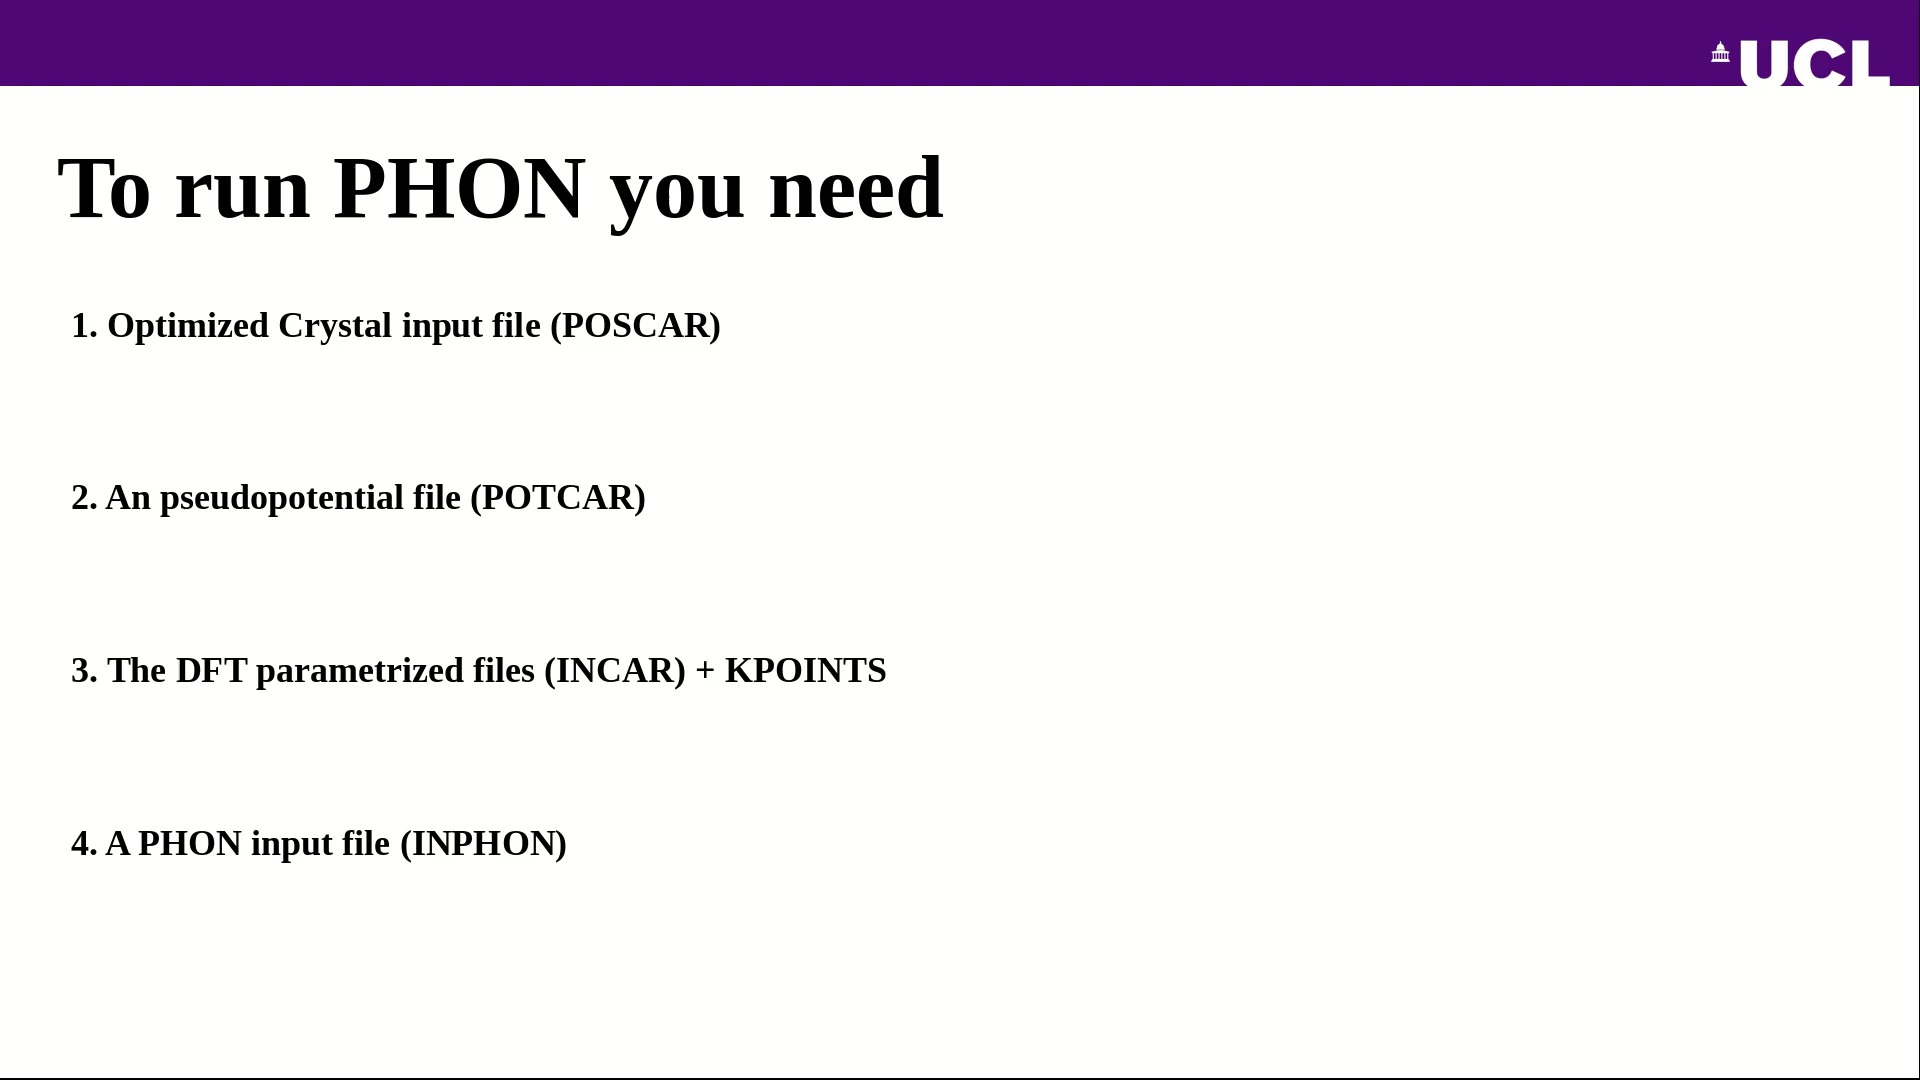 UCL
To run PHON you need
1. Optimized Crystal input file (POSCAR)
2. An pseudopotential file (POTCAR)
3. The DFT parametrized files (INCAR) + KPOINTS
4. A PHON input file (INPHON)